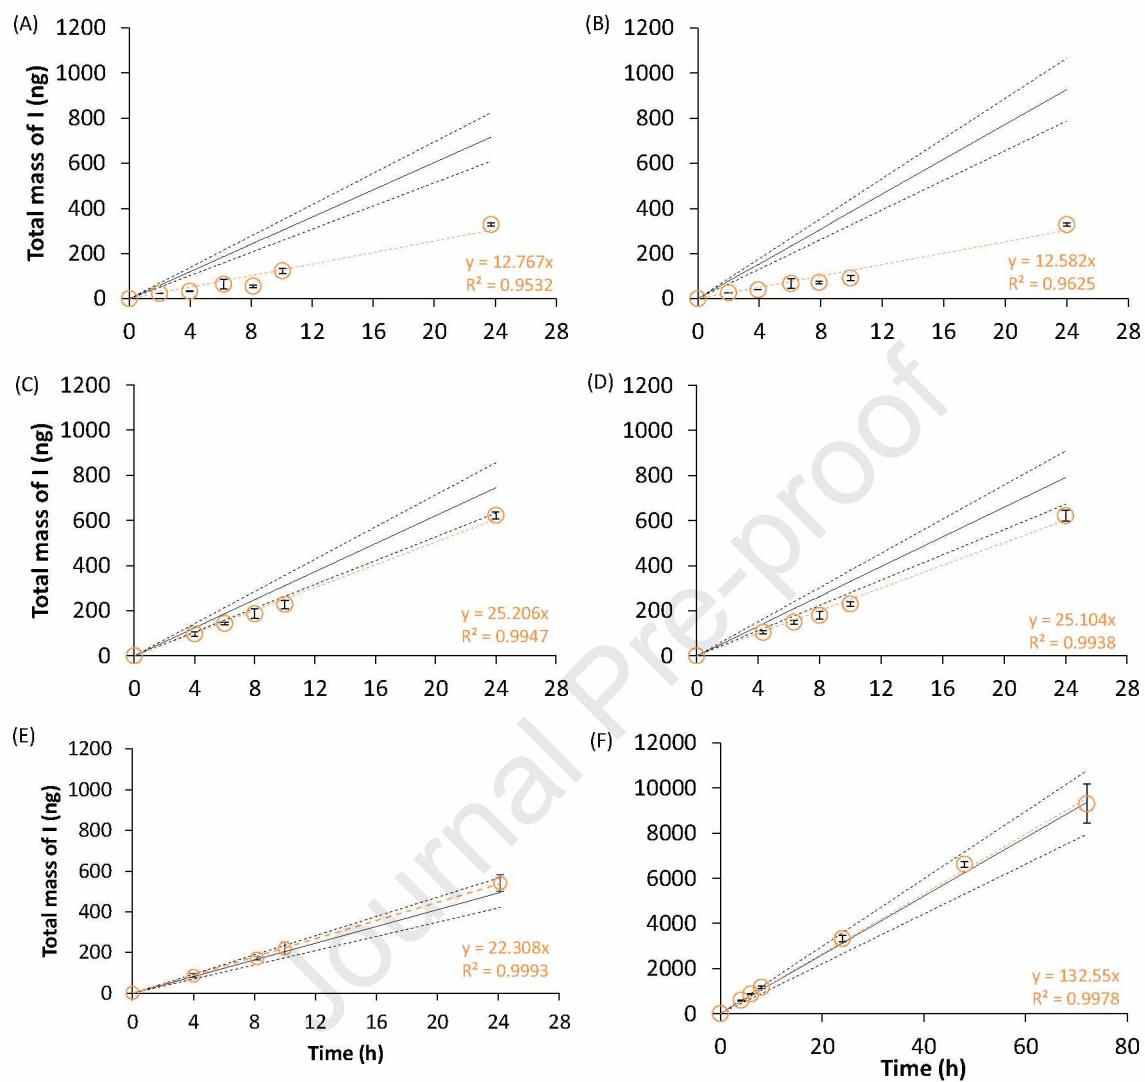 (A)
1200
1000
800
600
400
200
0
Total mass of I (ng)
y = 12.767x
R² = 0.9532
0 4 8 12 16 20 24 28
(B)
1200
1000
800
600
400
200
0
y = 12.582x
R² = 0.9625
0 4 8 12 16 20 24 28
(C)
1200
1000
800
600
400
200
0
Total mass of I (ng)
y = 25.206x
R² = 0.9947
0 4 8 12 16 20 24 28
(D)
1200
1000
800
600
400
200
0
y = 25.104x
R² = 0.9938
0 4 8 12 16 20 24 28
(E)
1200
1000
800
600
400
200
0
Total mass of I (ng)
y = 22.308x
R² = 0.9993
0 4 8 12 16 20 24 28
Time (h)
(F)
12000
10000
8000
6000
4000
2000
0
y = 132.55x
R² = 0.9978
0 20 40 60 80
Time (h)
Journal Pre-proof